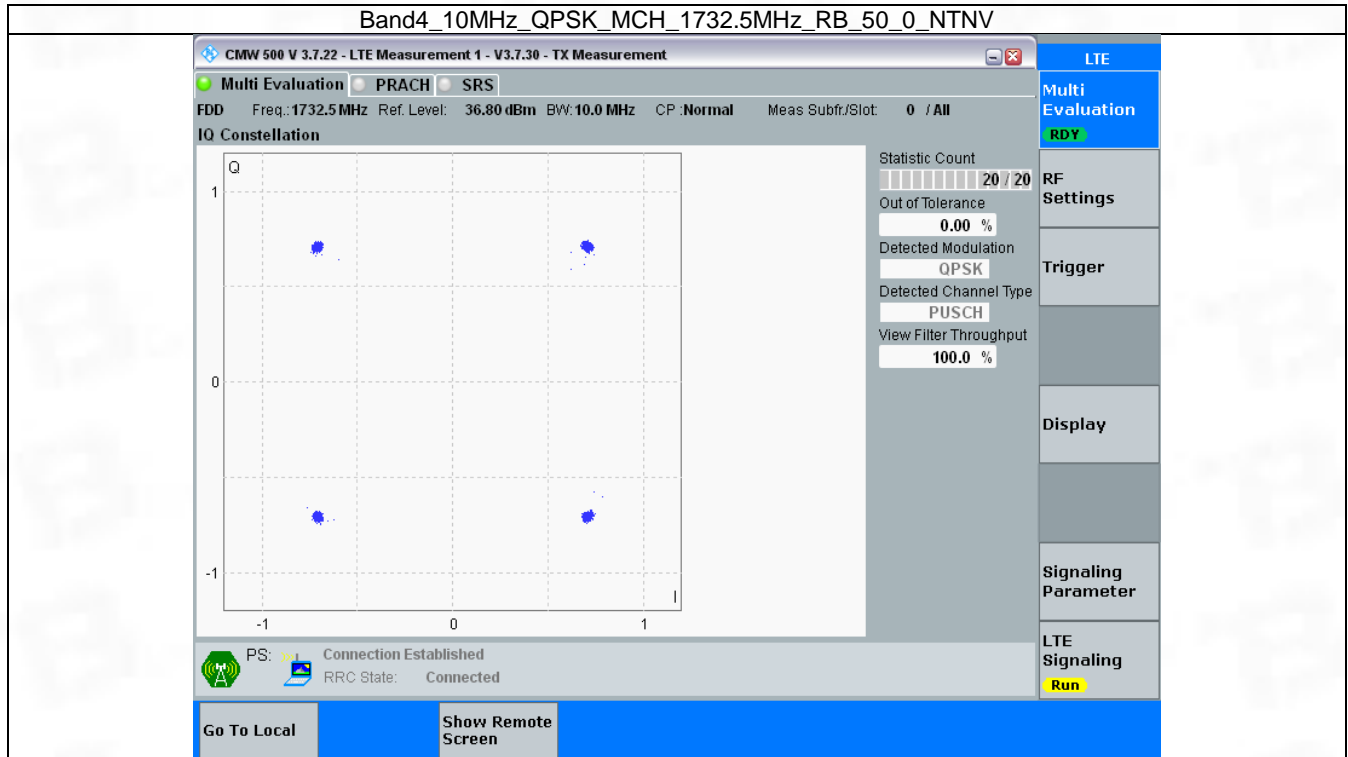 Band4_10MHz_QPSK_MCH_1732.5MHz_RB_50_0_NTNV
CMW 500 V 3.7.22 - LTE Measurement 1 - V3.7.30 - TX Measurement
LTE
Multi Evaluation PRACH SRS
Multi
Evaluation
RDY
FDD Freq.:1732.5 MHz Ref. Level: 36.80 dBm BW:10.0 MHz CP :Normal Meas Subfr./Slot: 0 / All
IQ Constellation
Q
1
0
-1
I
-1 0 1
Statistic Count
20 / 20
Out of Tolerance
0.00 %
Detected Modulation
QPSK
Detected Channel Type
PUSCH
View Filter Throughput
100.0 %
RF
Settings
Trigger
Display
Signaling
Parameter
LTE
Signaling
Run
PS: Connection Established
RRC State: Connected
Go To Local
Show Remote
Screen